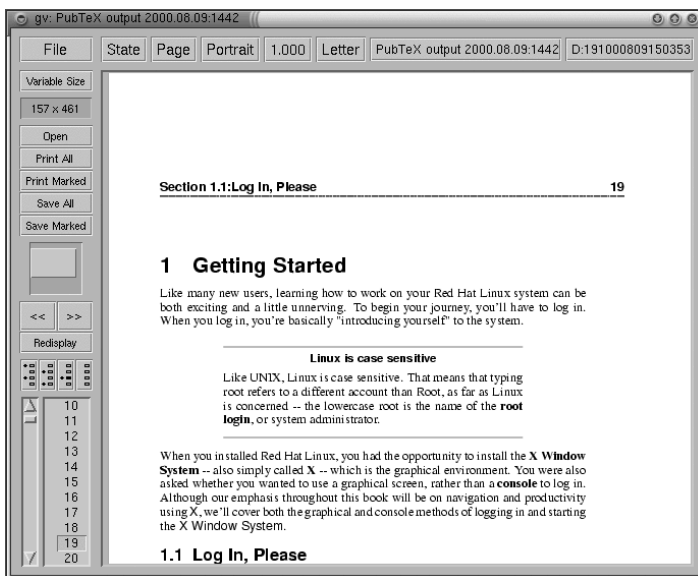 gv: PubTeX output 2000.08.09:1442
File
State
Page
Portrait
1.000
Letter
PubTeX output 2000.08.09:1442
D:191000809150353
Variable Size
157 x 461
Open
Print All
Print Marked
Save All
Save Marked
<<
>>
Redisplay
10
11
12
13
14
15
16
17
18
19
20
Section 1.1:Log In, Please 19
1 Getting Started
Like many new users, learning how to work on your Red Hat Linux system can be
both exciting and a little unnerving. To begin your journey, you'll have to log in.
When you log in, you're basically "introducing yourself" to the system.
Linux is case sensitive
Like UNIX, Linux is case sensitive. That means that typing
root refers to a different account than Root, as far as Linux
is concerned -- the lowercase root is the name of the root
login, or system administrator.
When you installed Red Hat Linux, you had the opportunity to install the X Window
System -- also simply called X -- which is the graphical environment. You were also
asked whether you wanted to use a graphical screen, rather than a console to log in.
Although our emphasis throughout this book will be on navigation and productivity
using X, we'll cover both the graphical and console methods of logging in and starting
the X Window System.
1.1 Log In, Please